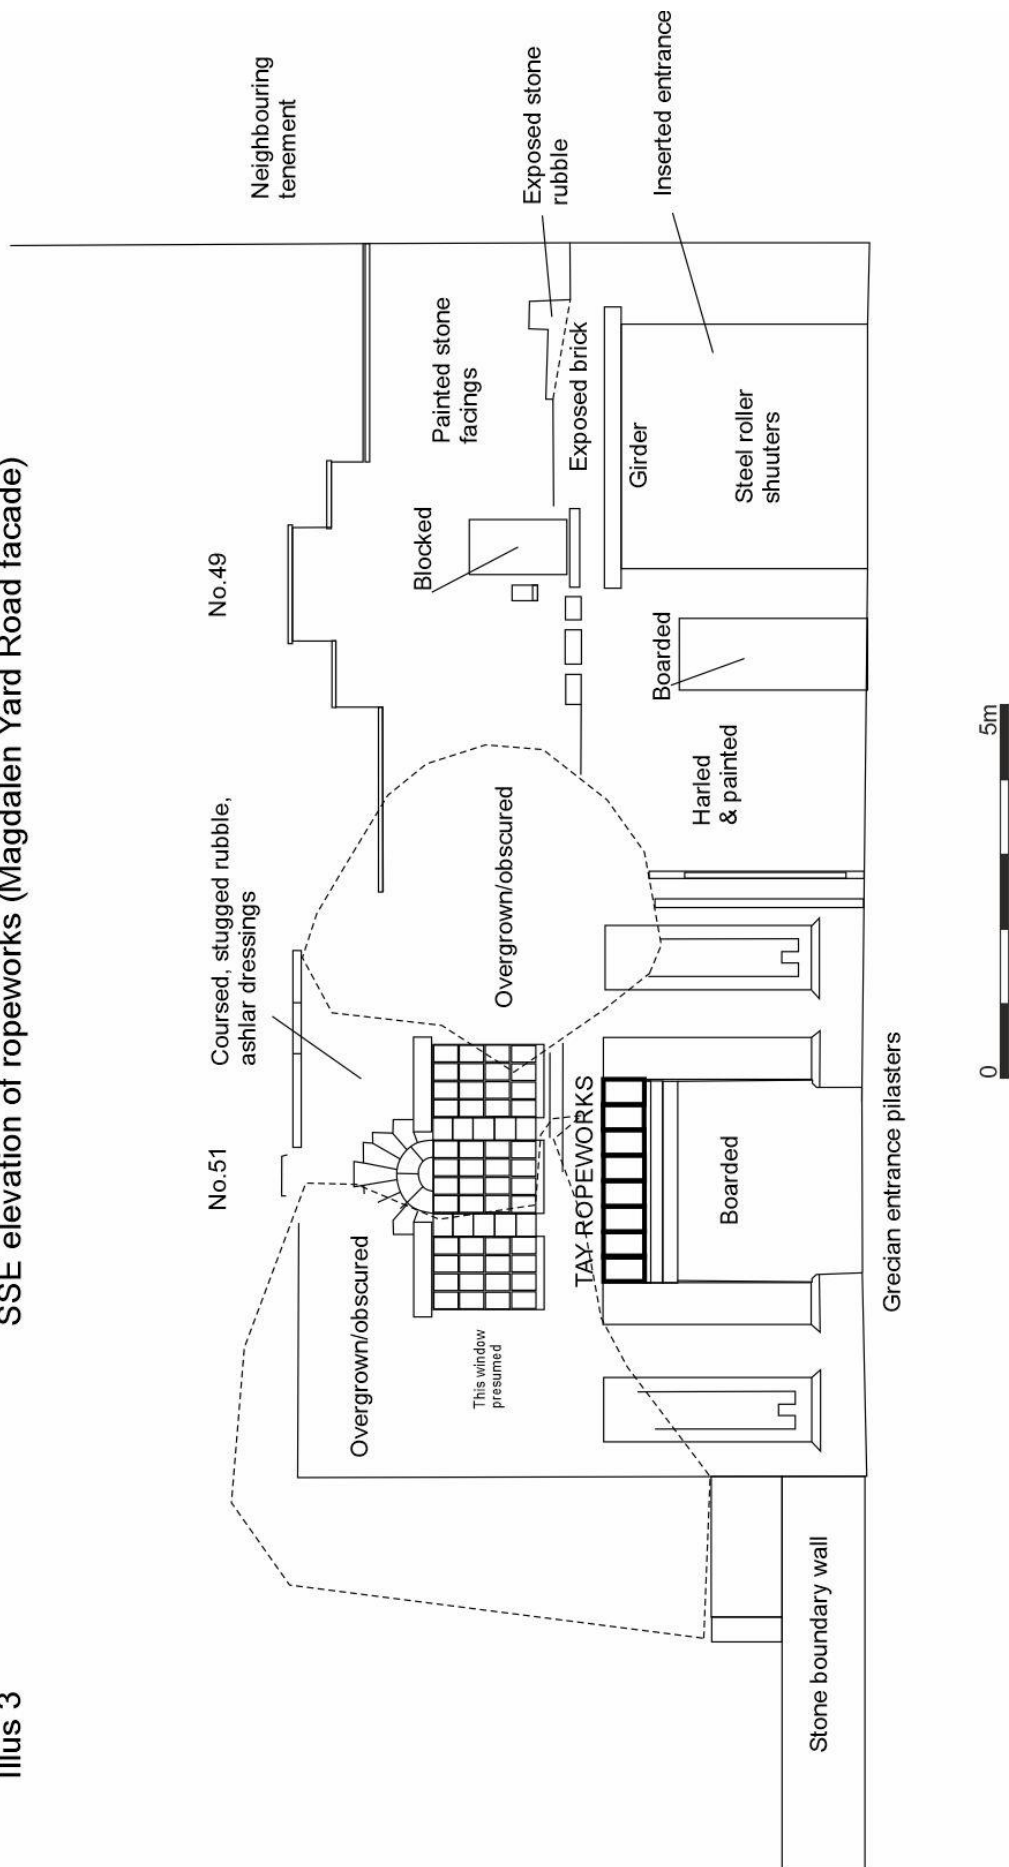 Illus 3
SSE elevation of ropeworks (Magdalen Yard Road facade)
No.51
Coursed, stugged rubble,
ashlar dressings
No.49
Neighbouring
tenement
Overgrown/obscured
This window
presumed
Overgrown/obscured
Blocked
Painted stone
facings
Exposed stone
rubble
TAY ROPEWORKS
Exposed brick
Girder
Inserted entrance
Boarded
Harled
& painted
Boarded
Steel roller
shuuters
Stone boundary wall
Grecian entrance pilasters
0
5m